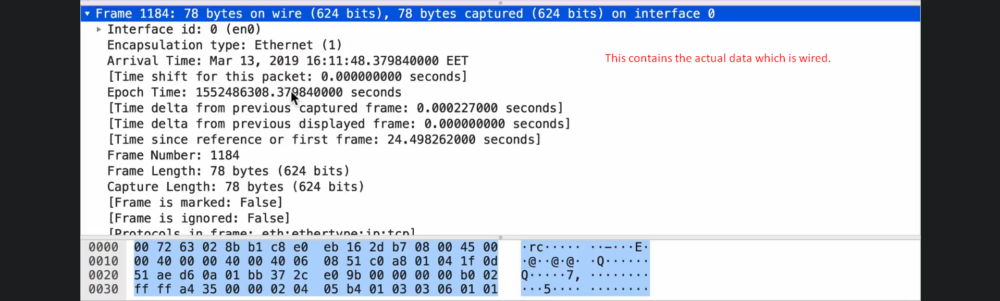 Frame 1184: 78 bytes on wire (624 bits), 78 bytes captured (624 bits) on interface 0
Interface id: 0 (en0)
Encapsulation type: Ethernet (1)
Arrival Time: Mar 13, 2019 16:11:48.379840000 EET
This contains the actual data which is wired.
[Time shift for this packet: 0.000000000 seconds]
Epoch Time: 1552486308.379840000 seconds
[Time delta from previous captured frame: 0.000227000 seconds]
[Time delta from previous displayed frame: 0.000000000 seconds]
[Time since reference or first frame: 24.498262000 seconds]
Frame Number: 1184
Frame Length: 78 bytes (624 bits)
Capture Length: 78 bytes (624 bits)
[Frame is marked: False]
[Frame is ignored: False]
[Protocols in frame: eth:ethertype:ip:tcp]
0000 00 72 63 02 8b b1 c8 e0 eb 16 2d b7 08 00 45 00 ·rc····· ··-···E·
0010 00 40 00 00 40 00 40 06 08 51 c0 a8 01 04 1f 0d ·@··@·@· ·Q······
0020 51 ae d6 0a 01 bb 37 2c e0 9b 00 00 00 00 b0 02 Q·····7, ········
0030 ff ff a4 35 00 00 02 04 05 b4 01 03 03 06 01 01 ···5···· ········